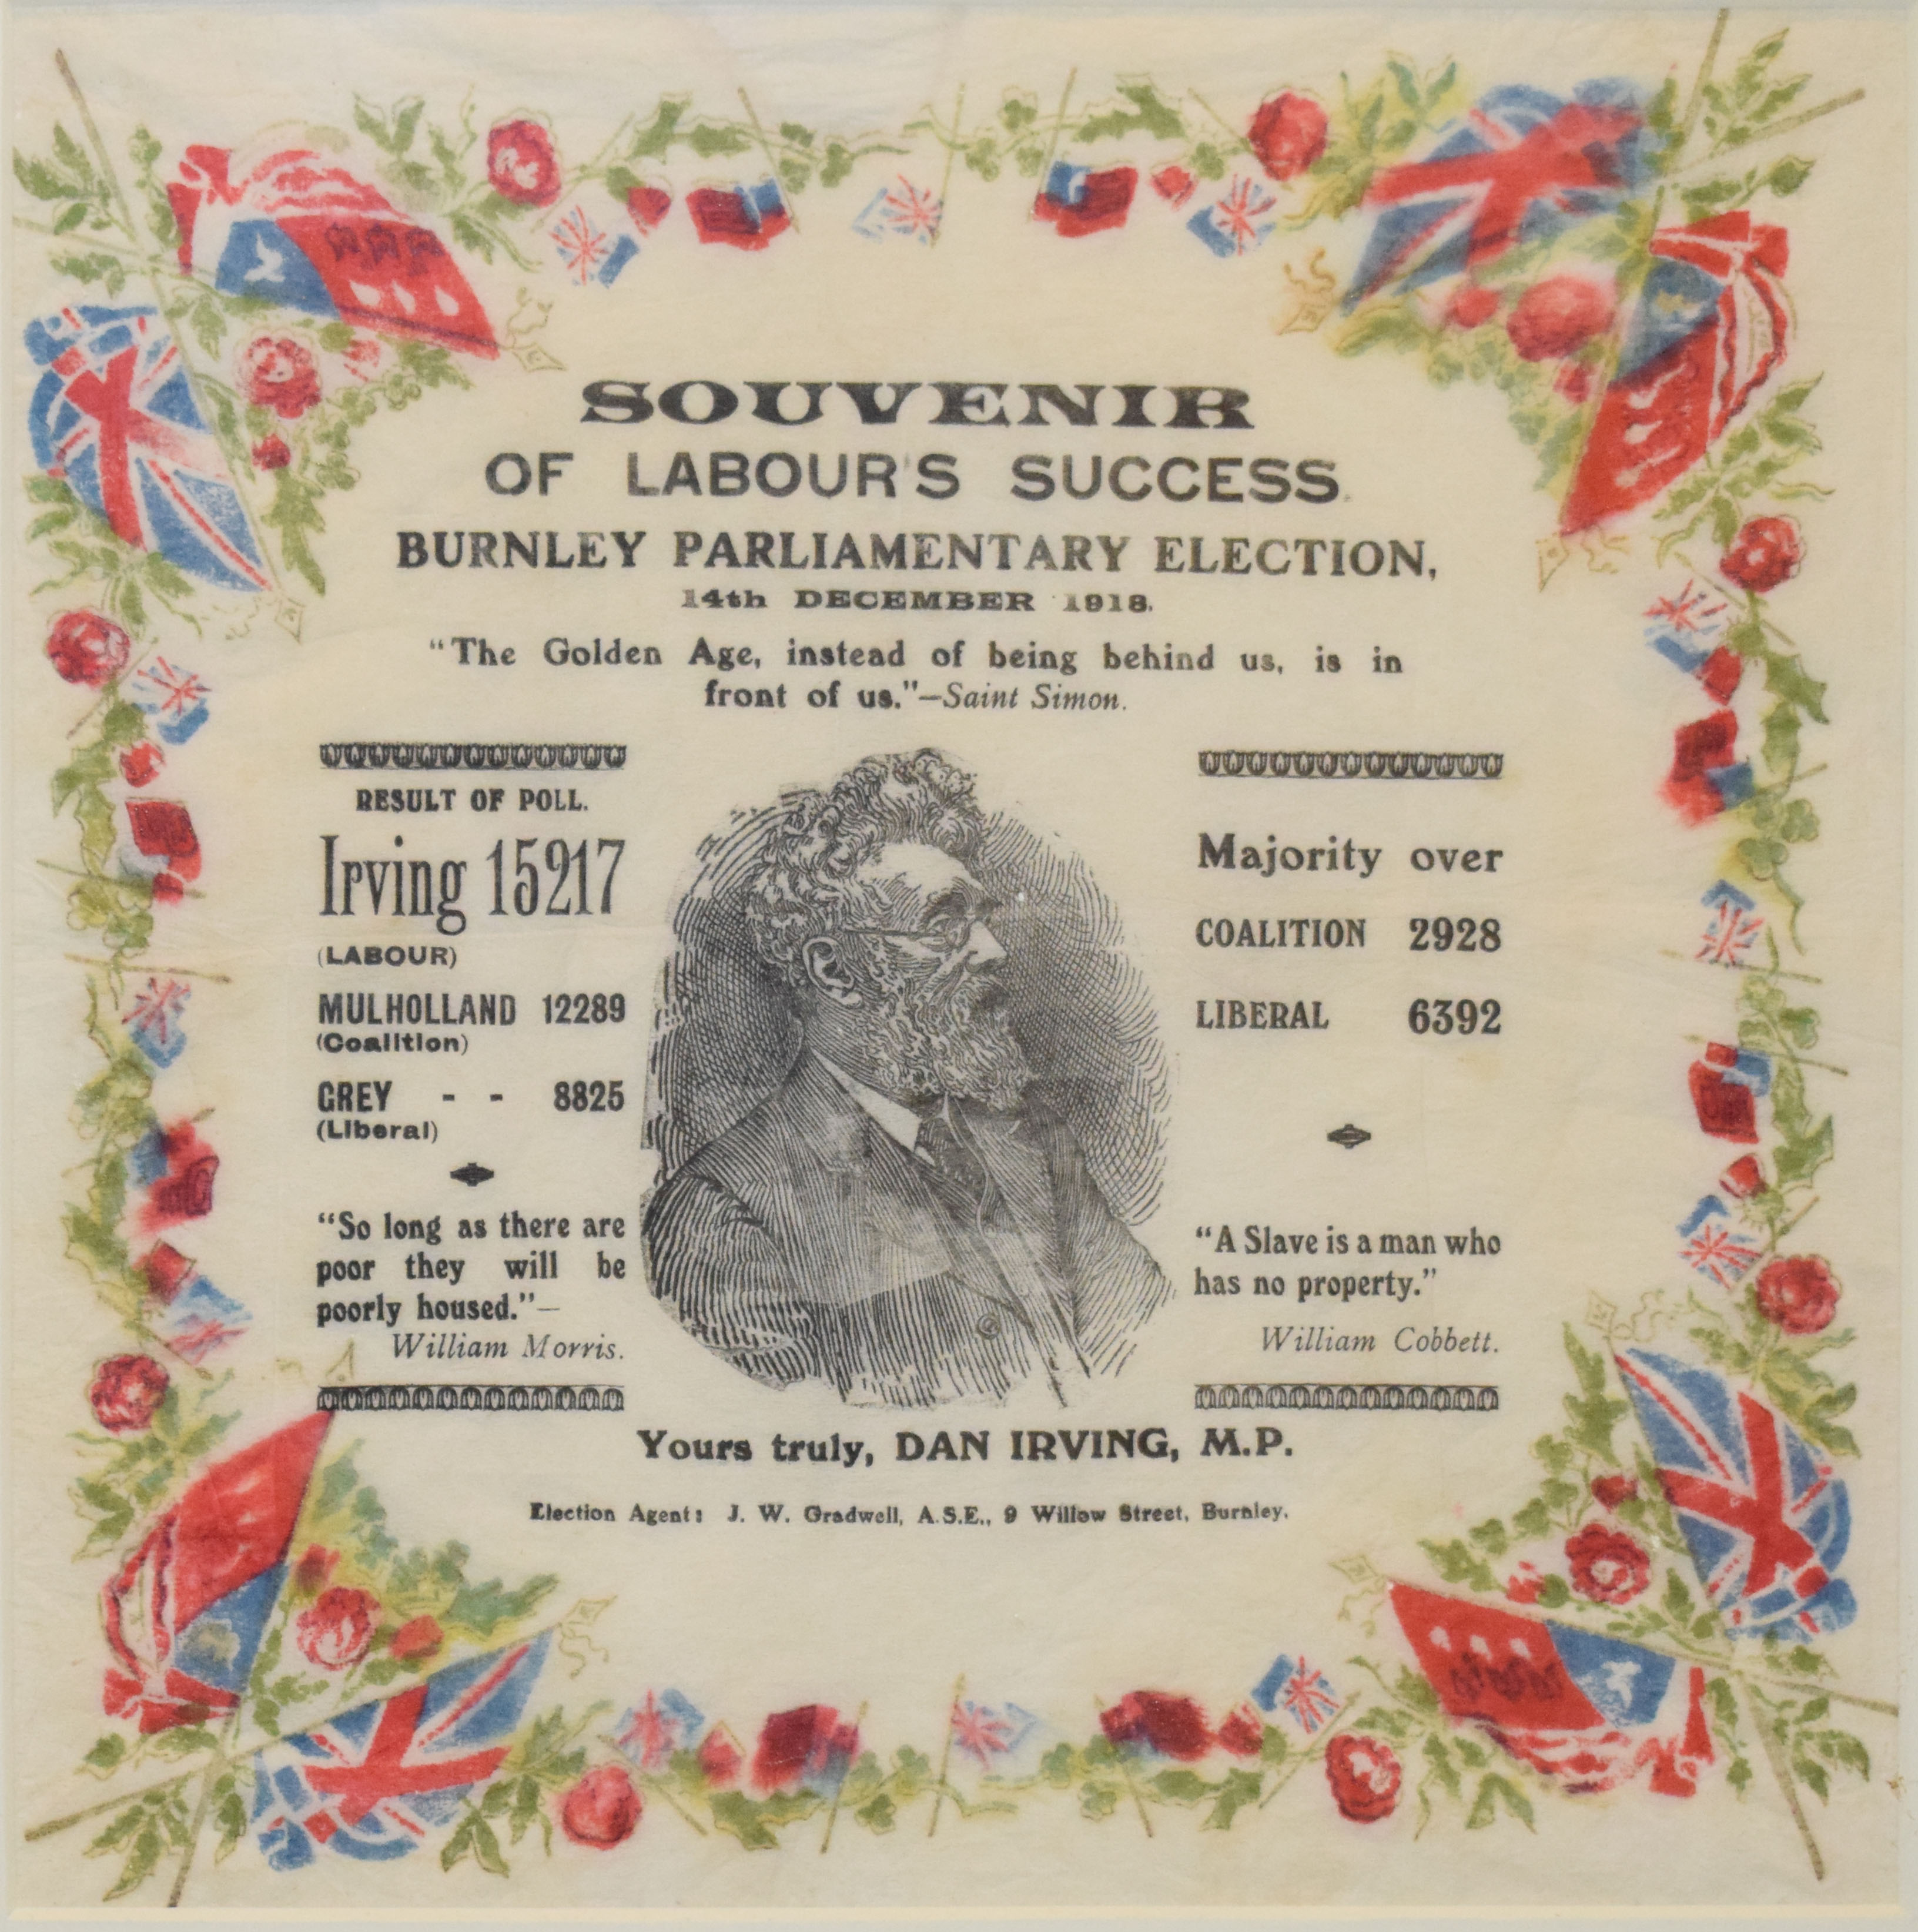 SOUVENIR
OF LABOUR'S SUCCESS.
BURNLEY PARLIAMENTARY ELECTION,
14th DECEMBER 1918.
"The Golden Age, instead of being behind us, is in
front of us."—Saint Simon.
RESULT OF POLL.
Irving 15217
(LABOUR)
MULHOLLAND 12289
(Coalition)
GREY - - 8825
(Liberal)
"So long as there are
poor they will be
poorly housed."—
William Morris.
Majority over
COALITION 2928
LIBERAL 6392
"A Slave is a man who
has no property."
William Cobbett.
Yours truly, DAN IRVING, M.P.
Election Agent: J. W. Gradwell, A.S.E., 9 Willow Street, Burnley.